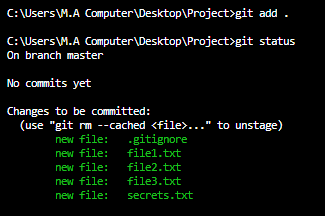 C:\Users\M.A Computer\Desktop\Project>git add .
C:\Users\M.A Computer\Desktop\Project>git status
On branch master
No commits yet
Changes to be committed:
(use "git rm --cached <file>..." to unstage)
new file: .gitignore
new file: file1.txt
new file: file2.txt
new file: file3.txt
new file: secrets.txt